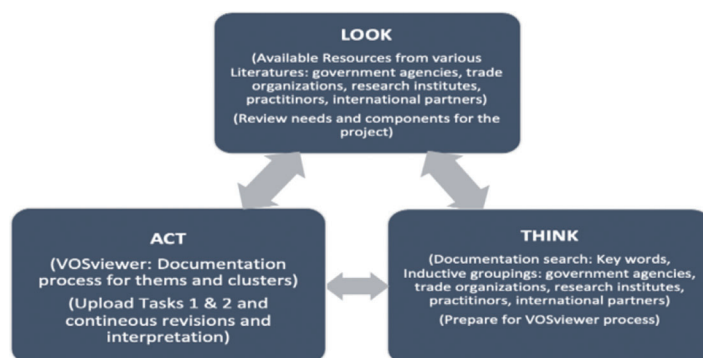 LOOK
(Available Resources from various
Literatures: government agencies, trade
organizations, research institutes,
practitinors, international partners)
(Review needs and components for the
project)
ACT
(VOSviewer: Documentation
process for thems and clusters)
(Upload Tasks 1 & 2 and
contineous revisions and
interpretation)
THINK
(Documentation search: Key words,
Inductive groupings: government agencies,
trade organizations, research institutes,
practitinors, international partners)
(Prepare for VOSviewer process)